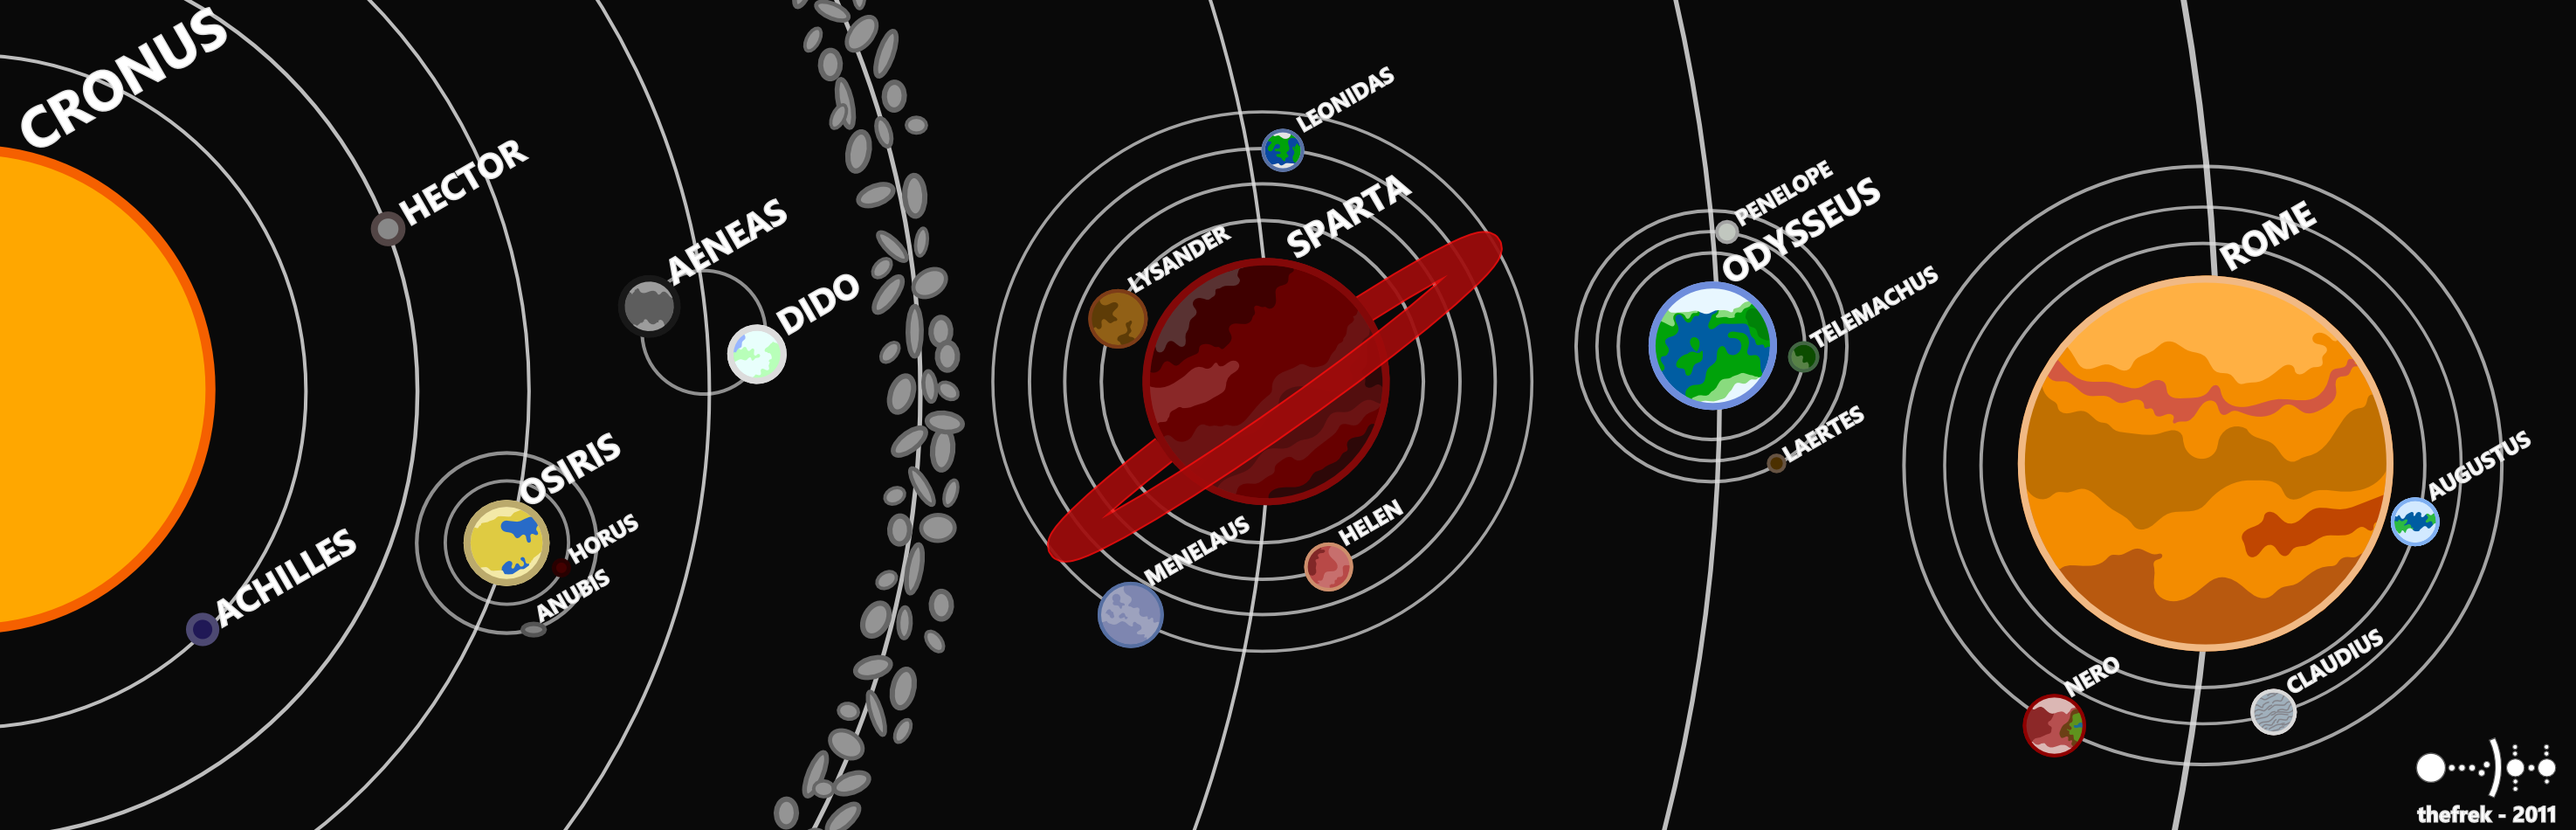 CRONUS
HECTOR
ACHILLES
OSIRIS
HORUS
ANUBIS
AENEAS
DIDO
LEONIDAS
SPARTA
LYSANDER
MENELAUS
HELEN
PENELOPE
ODYSSEUS
TELEMACHUS
LAERTES
ROME
AUGUSTUS
CLAUDIUS
NERO
thefrek - 2011